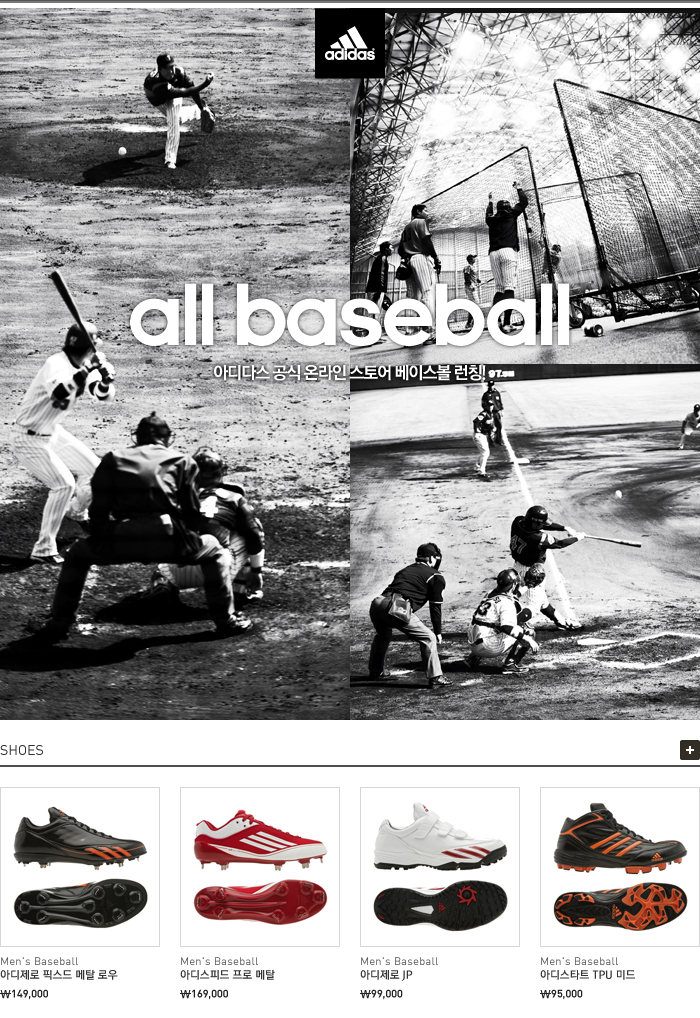 adidas
all baseball
아디다스 공식 온라인 스토어 베이스볼 런칭!
SHOES
Men's Baseball
아디제로 픽스드 메탈 로우
₩149,000
Men's Baseball
아디스피드 프로 메탈
₩169,000
Men's Baseball
아디제로 JP
₩99,000
Men's Baseball
아디스타트 TPU 미드
₩95,000